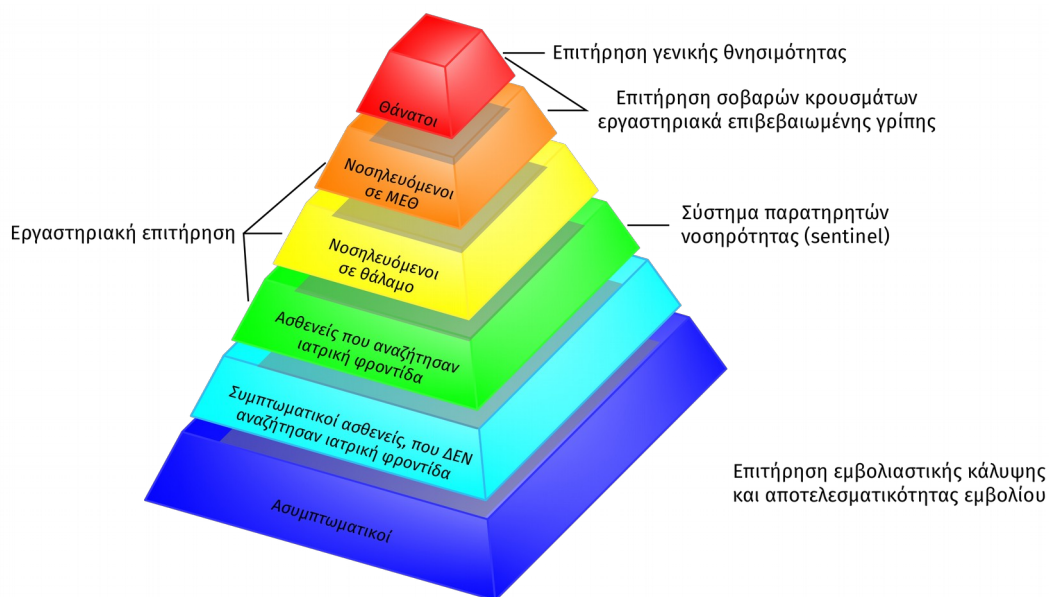 Επιτήρηση γενικής θνησιμότητας
Επιτήρηση σοβαρών κρουσμάτων
εργαστηριακά επιβεβαιωμένης γρίπης
Θάνατοι
Νοσηλευόμενοι
σε ΜΕΘ
Σύστημα παρατηρητών
νοσηρότητας (sentinel)
Εργαστηριακή επιτήρηση
Νοσηλευόμενοι
σε θάλαμο
Ασθενείς που αναζήτησαν
ιατρική φροντίδα
Συμπτωματικοί ασθενείς, που ΔΕΝ
αναζήτησαν ιατρική φροντίδα
Επιτήρηση εμβολιαστικής κάλυψης
και αποτελεσματικότητας εμβολίου
Ασυμπτωματικοί